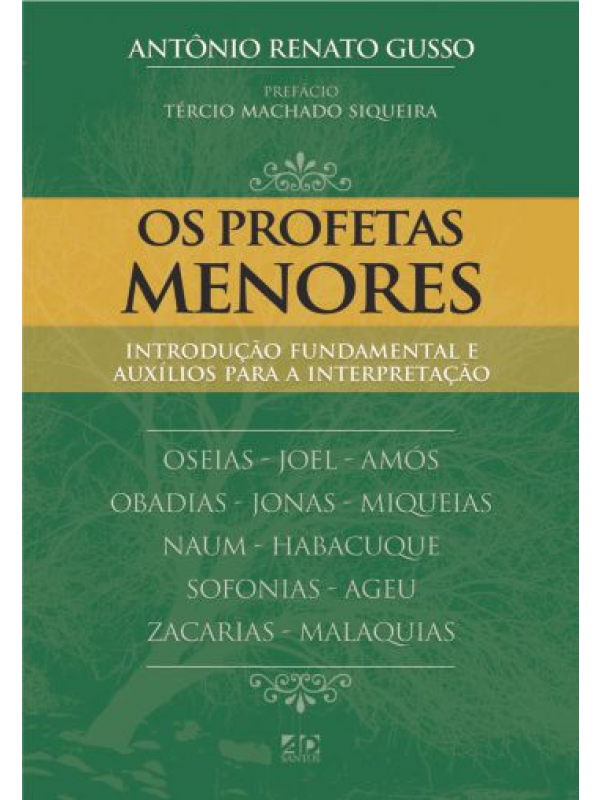 ANTÔNIO RENATO GUSSO
PREFÁCIO
TÉRCIO MACHADO SIQUEIRA
OS PROFETAS
MENORES
INTRODUÇÃO FUNDAMENTAL E
AUXÍLIOS PARA A INTERPRETAÇÃO
OSEIAS - JOEL - AMÓS
OBADIAS - JONAS - MIQUEIAS
NAUM - HABACUQUE
SOFONIAS - AGEU
ZACARIAS - MALAQUIAS
AD
SANTOS